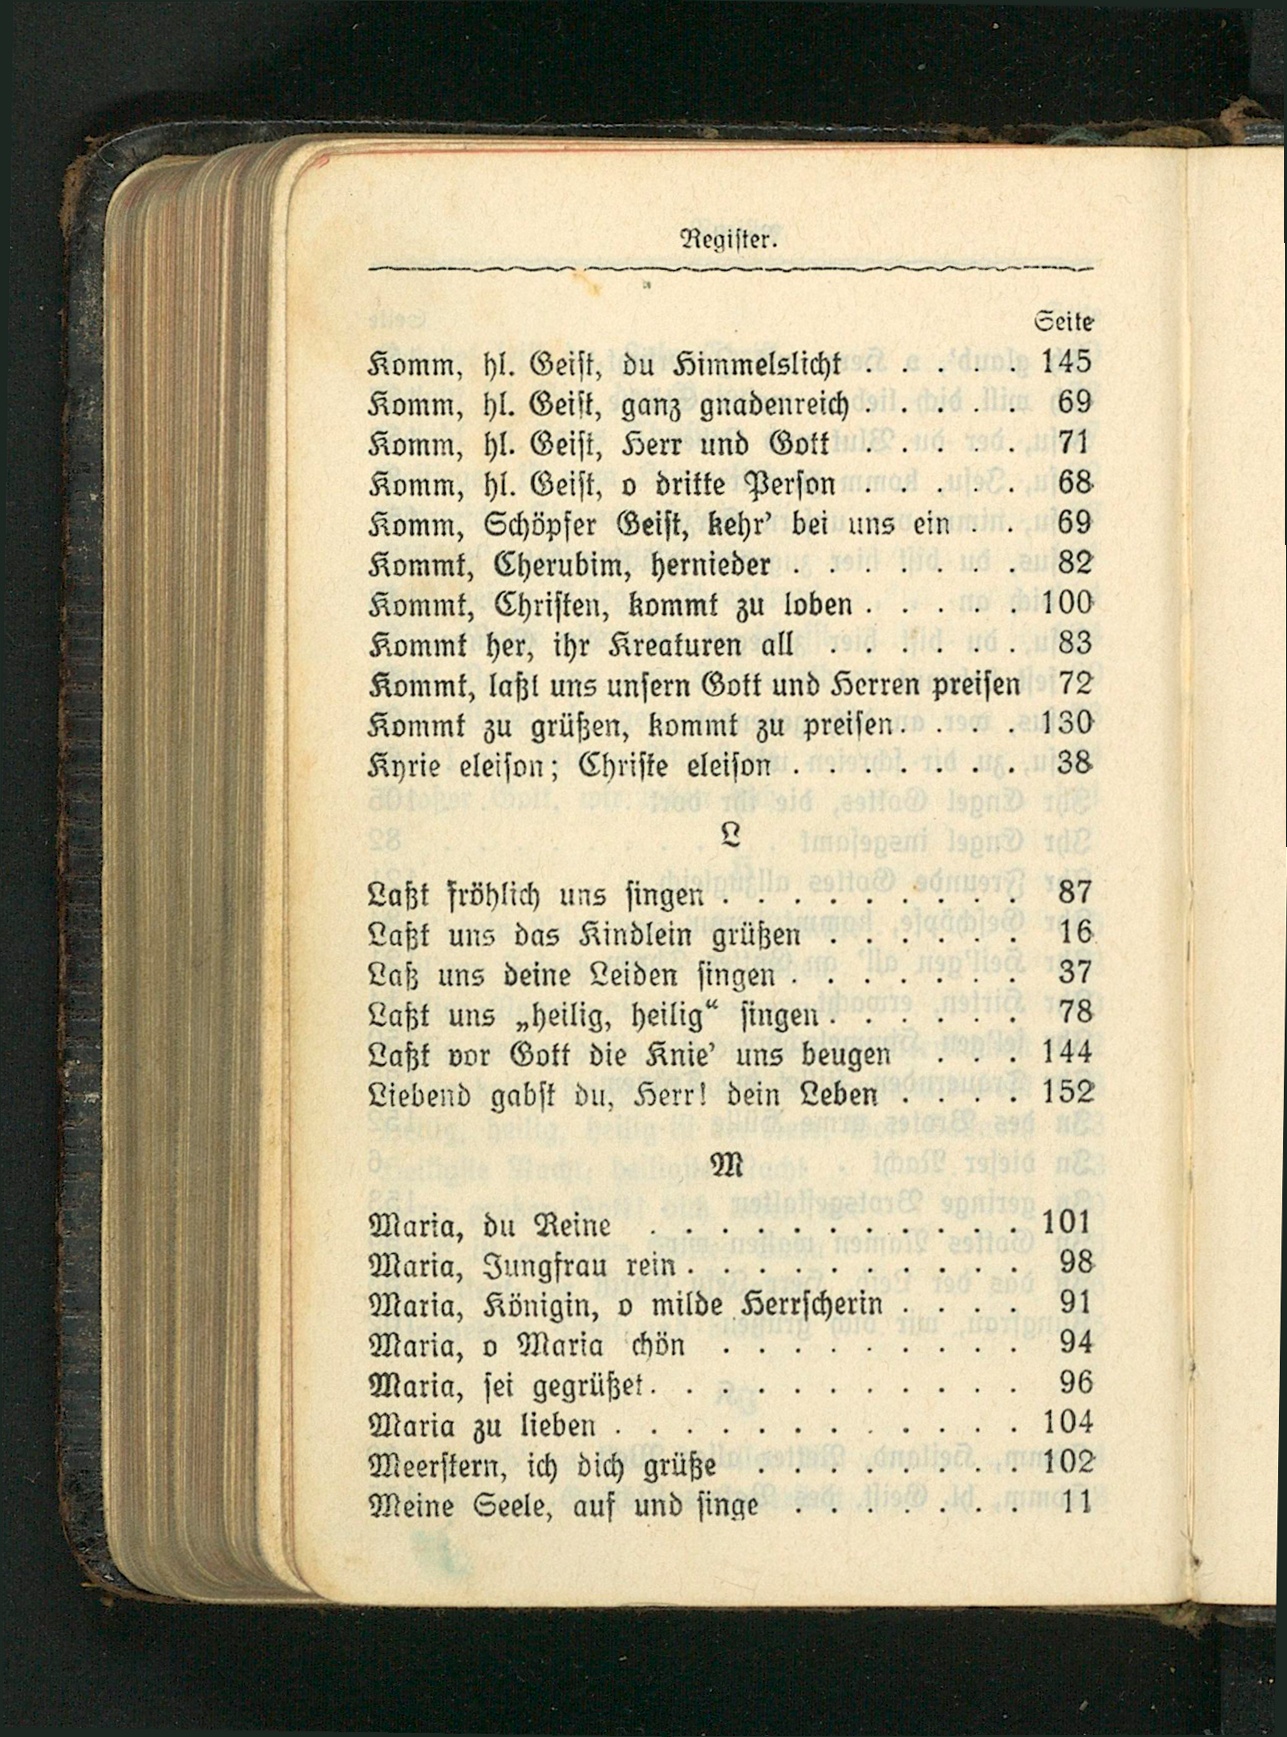 Register.
Seite
Komm, hl. Geist, du Himmelslicht . . . . . 145
Komm, hl. Geist, ganz gnadenreich . . . . . 69
Komm, hl. Geist, Herr und Gott . . . . . 71
Komm, hl. Geist, o dritte Person . . . . . 68
Komm, Schöpfer Geist, kehr' bei uns ein . . 69
Kommt, Cherubim, hernieder . . . . . . . 82
Kommt, Christen, kommt zu loben . . . . . 100
Kommt her, ihr Kreaturen all . . . . . . 83
Kommt, laßt uns unsern Gott und Herren preisen 72
Kommt zu grüßen, kommt zu preisen. . . . . 130
Kyrie eleison; Christe eleison . . . . . . . 38
L
Laßt fröhlich uns singen . . . . . . . . . 87
Laßt uns das Kindlein grüßen . . . . . . 16
Laß uns deine Leiden singen . . . . . . . 37
Laßt uns „heilig, heilig“ singen . . . . . . 78
Laßt vor Gott die Knie' uns beugen . . . 144
Liebend gabst du, Herr! dein Leben . . . . 152
M
Maria, du Reine . . . . . . . . . . . 101
Maria, Jungfrau rein . . . . . . . . . . 98
Maria, Königin, o milde Herrscherin . . . . 91
Maria, o Maria chön . . . . . . . . . 94
Maria, sei gegrüßet. . . . . . . . . . . 96
Maria zu lieben . . . . . . . . . . . . . 104
Meerstern, ich dich grüße . . . . . . . . 102
Meine Seele, auf und singe . . . . . . . 11